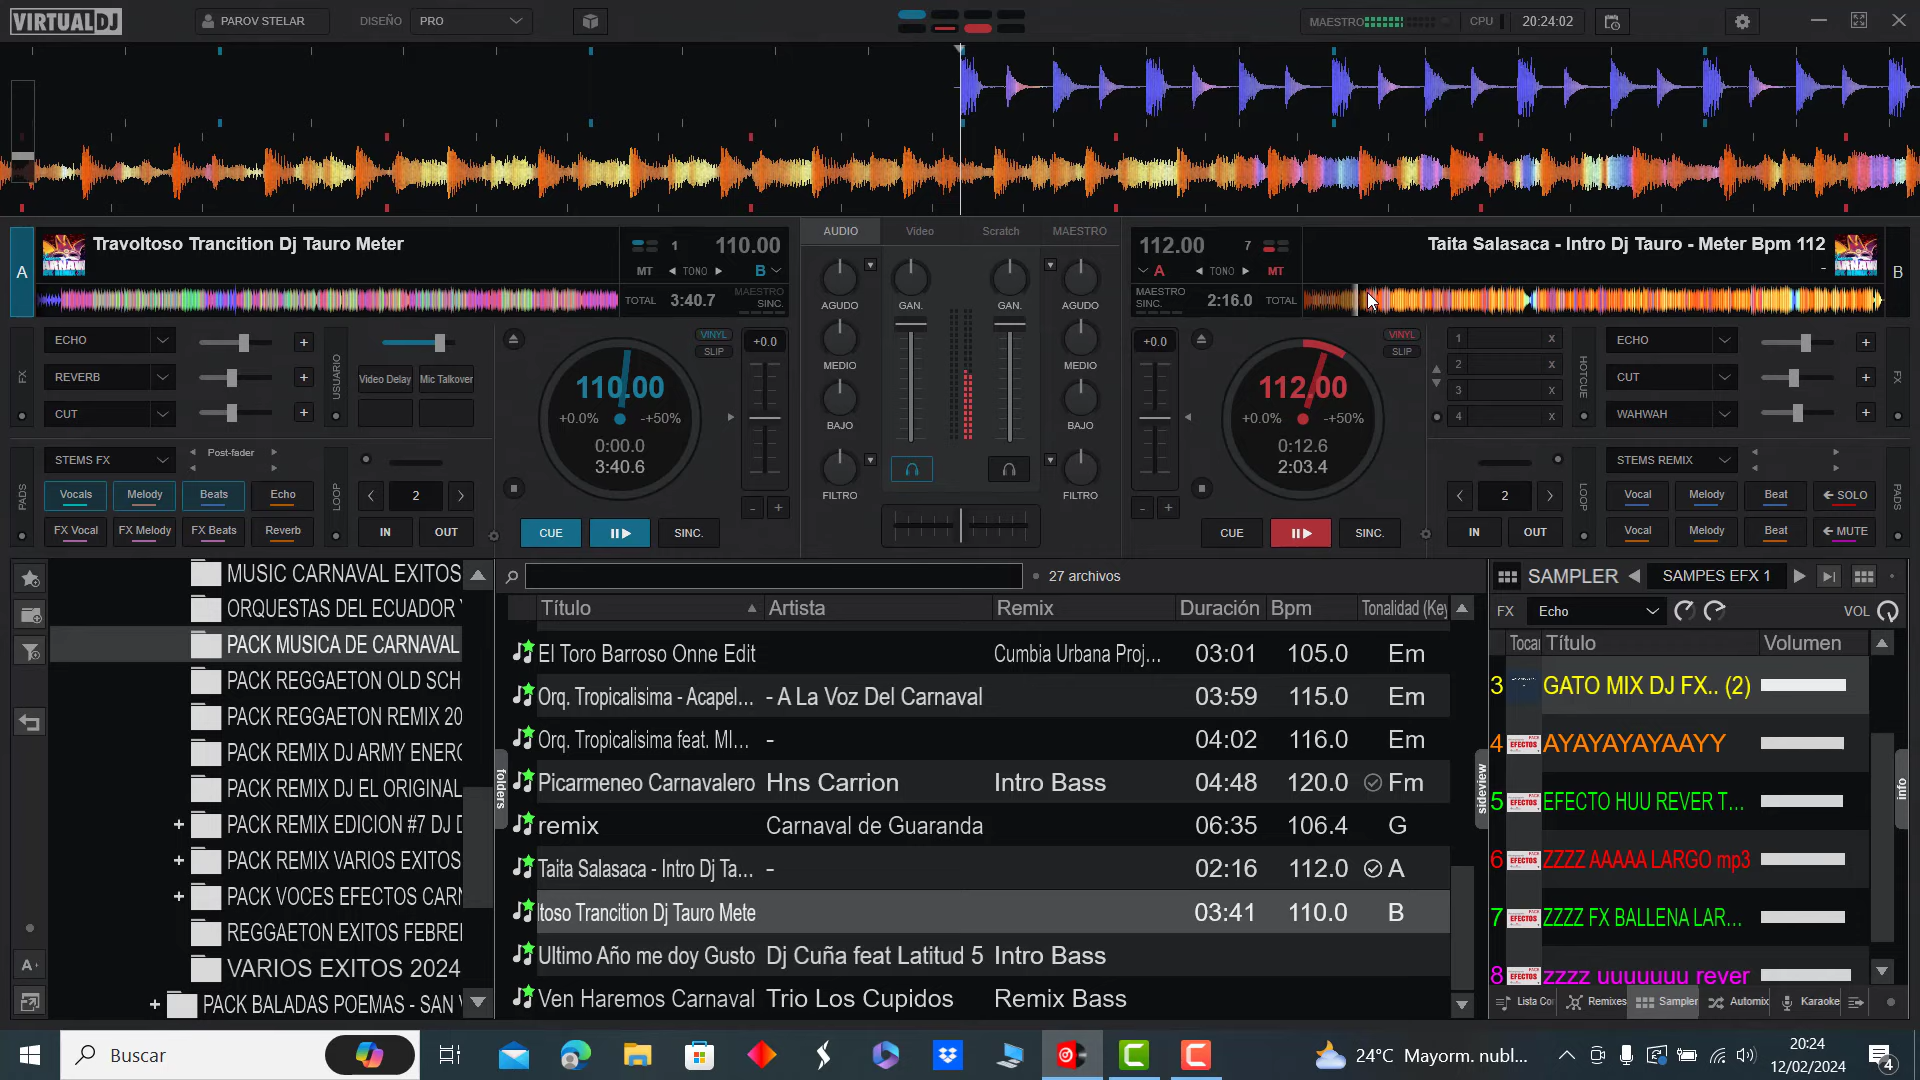 VIRTUALDJ
PAROV STELAR
DISEÑO
PRO
MAESTRO
CPU
20:24:02
A
Travoltoso Trancition Dj Tauro Meter
1
110.00
MT
TONO
B
TOTAL
3:40.7
MAESTRO
SINC.
AUDIO
Video
Scratch
MAESTRO
112.00
7
A
TONO
MT
MAESTRO
SINC.
2:16.0
TOTAL
Taita Salasaca - Intro Dj Tauro - Meter Bpm 112
-
B
FX
ECHO
REVERB
CUT
USUARIO
Video Delay
Mic Talkover
VINYL
SLIP
110.00
+0.0%
-+50%
0:00.0
3:40.6
+0.0
AGUDO
GAN.
GAN.
AGUDO
MEDIO
MEDIO
BAJO
BAJO
FILTRO
FILTRO
+0.0
VINYL
SLIP
112.00
+0.0%
-+50%
0:12.6
2:03.4
1 x
2 x
3 x
4 x
HOTCUE
ECHO
CUT
WAHWAH
FX
PADS
STEMS FX
Post-fader
Vocals
Melody
Beats
Echo
FX Vocal
FX Melody
FX Beats
Reverb
LOOP
2
IN
OUT
CUE
SINC.
CUE
SINC.
2
IN
OUT
LOOP
STEMS REMIX
Vocal
Melody
Beat
SOLO
Vocal
Melody
Beat
MUTE
PADS
MUSIC CARNAVAL EXITOS
ORQUESTAS DEL ECUADOR Y
PACK MUSICA DE CARNAVAL
PACK REGGAETON OLD SCH
PACK REGGAETON REMIX 20
PACK REMIX DJ ARMY ENERG
PACK REMIX DJ EL ORIGINAL
PACK REMIX EDICION #7 DJ D
PACK REMIX VARIOS EXITOS
PACK VOCES EFECTOS CARN
REGGAETON EXITOS FEBREI
VARIOS EXITOS 2024
PACK BALADAS POEMAS - SAN V
folders
27 archivos
Título
Artista
Remix
Duración
Bpm
Tonalidad (Key
El Toro Barroso Onne Edit Cumbia Urbana Proj... 03:01 105.0 Em
Orq. Tropicalisima - Acapel... - A La Voz Del Carnaval 03:59 115.0 Em
Orq. Tropicalisima feat. MI... - 04:02 116.0 Em
Picarmeneo Carnavalero Hns Carrion Intro Bass 04:48 120.0 Fm
remix Carnaval de Guaranda 06:35 106.4 G
Taita Salasaca - Intro Dj Ta... - 02:16 112.0 A
ltoso Trancition Dj Tauro Mete 03:41 110.0 B
Ultimo Año me doy Gusto Dj Cuña feat Latitud 5 Intro Bass
Ven Haremos Carnaval Trio Los Cupidos Remix Bass
sideview
SAMPLER
SAMPES EFX 1
FX
Echo
VOL
Tocar
Título
Volumen
3 GATO MIX DJ FX.. (2)
4 AYAYAYAYAAYY
5 EFECTO HUU REVER T...
6 ZZZZ AAAAA LARGO mp3
7 ZZZZ FX BALLENA LAR...
8 zzzz uuuuuuu rever
info
Lista Cor
Remixes
Sampler
Automix
Karaoke
Buscar
24°C Mayorm. nubl...
20:24
12/02/2024
4